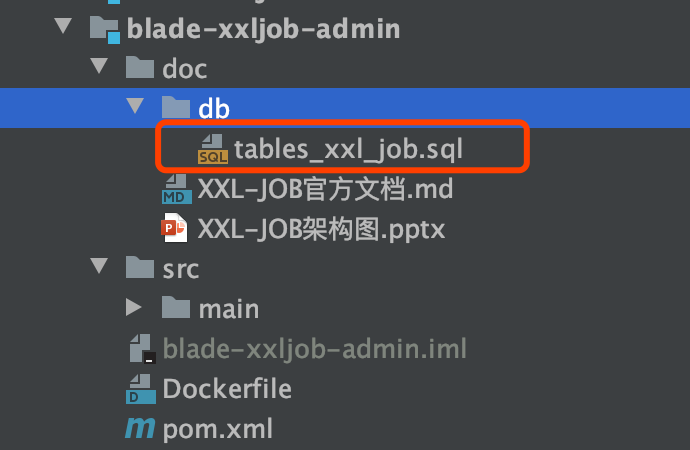 blade-xxljob-admin
doc
db
SQL tables_xxl_job.sql
MD XXL-JOB官方文档.md
P XXL-JOB架构图.pptx
src
main
blade-xxljob-admin.iml
D Dockerfile
m pom.xml